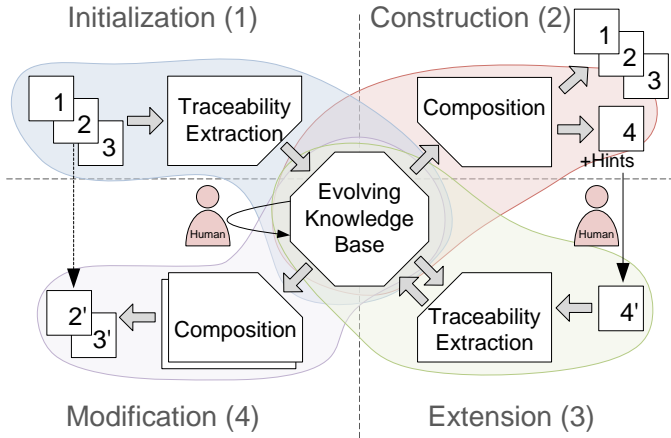 Initialization (1)
Construction (2)
1
2
3
Traceability
Extraction
Composition
1
2
3
4
+Hints
Evolving
Knowledge
Base
Human
Human
2'
3'
Composition
Traceability
Extraction
4'
Modification (4)
Extension (3)